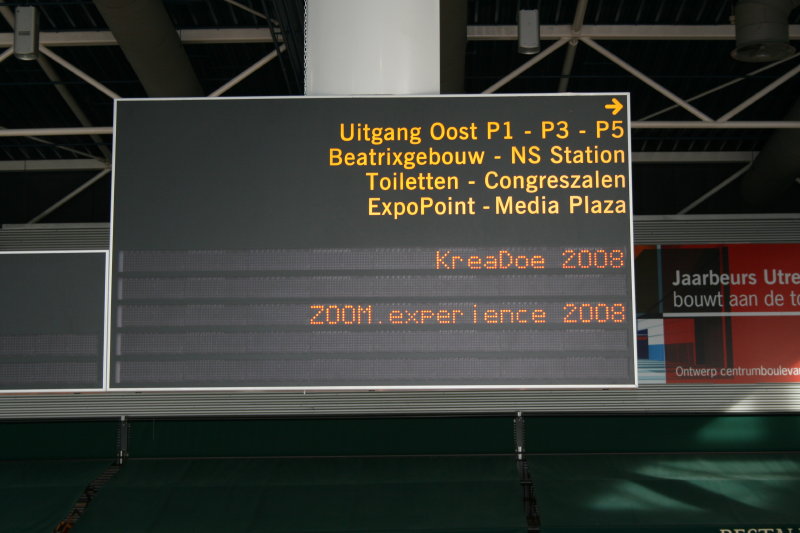 Uitgang Oost P1 - P3 - P5
Beatrixgebouw - NS Station
Toiletten - Congreszalen
ExpoPoint - Media Plaza
KreaDoe 2008
ZOOM.experience 2008
Jaarbeurs Utre
bouwt aan de to
Ontwerp centrumbouleva